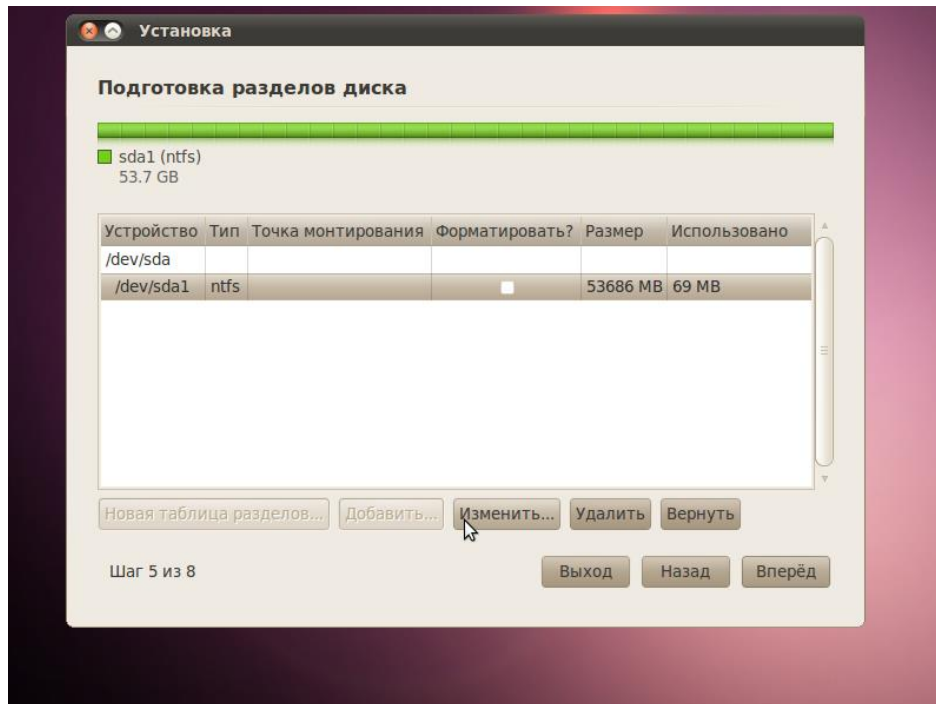 Установка
Подготовка разделов диска
sda1 (ntfs)
53.7 GB
Устройство Тип Точка монтирования Форматировать? Размер Использовано
/dev/sda
/dev/sda1 ntfs 53686 MB 69 MB
Новая таблица разделов... Добавить... Изменить... Удалить Вернуть
Шаг 5 из 8 Выход Назад Вперёд